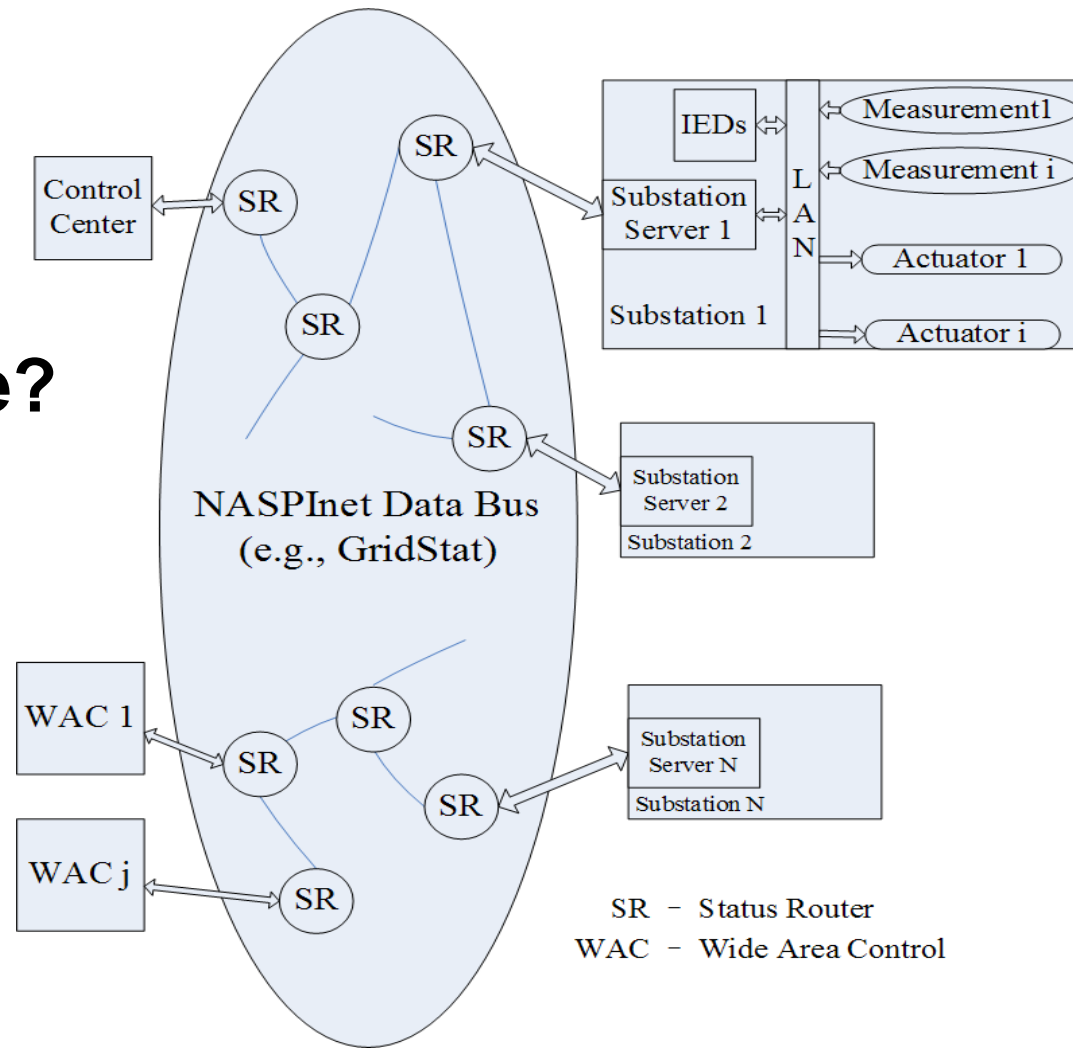 Control
Center
SR
SR
SR
SR
e?
NASPInet Data Bus
(e.g., GridStat)
IEDs
Substation
Server 1
Substation 1
L
A
N
Measurement1
Measurement i
Actuator 1
Actuator i
Substation
Server 2
Substation 2
WAC 1
WAC j
SR
SR
SR
SR
Substation
Server N
Substation N
SR - Status Router
WAC - Wide Area Control